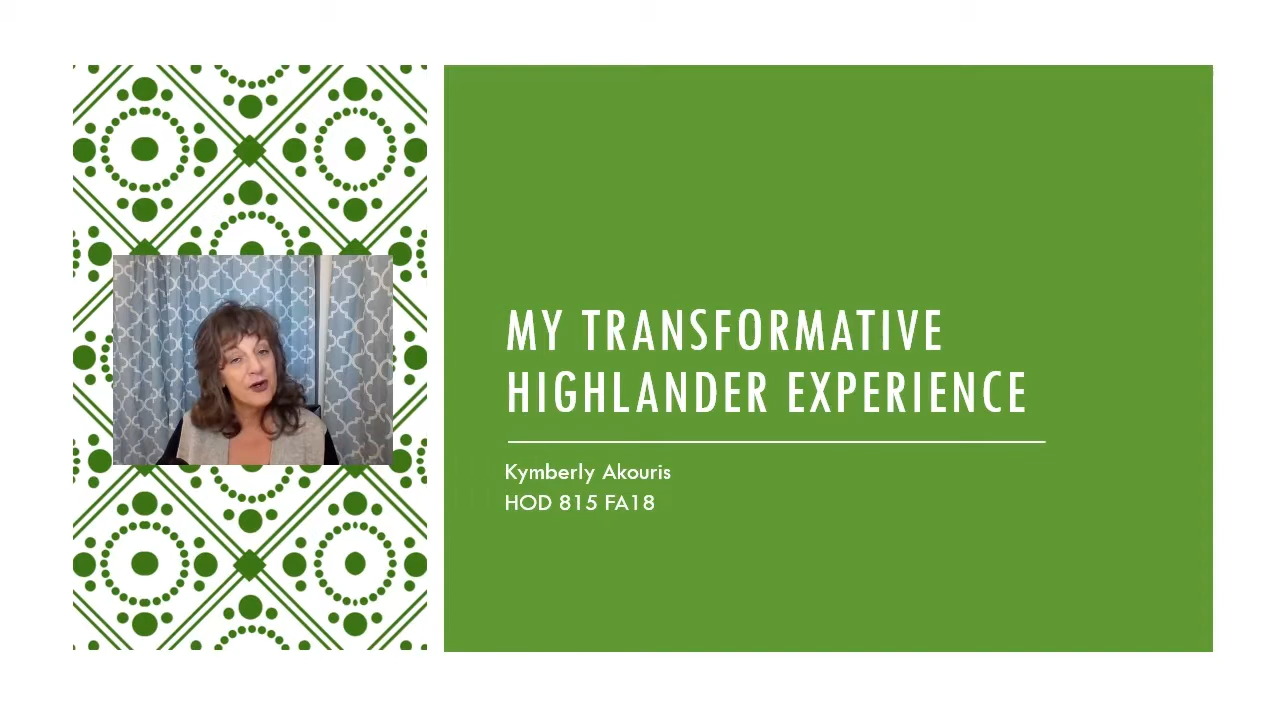 MY TRANSFORMATIVE
HIGHLANDER EXPERIENCE
Kymberly Akouris
HOD 815 FA18